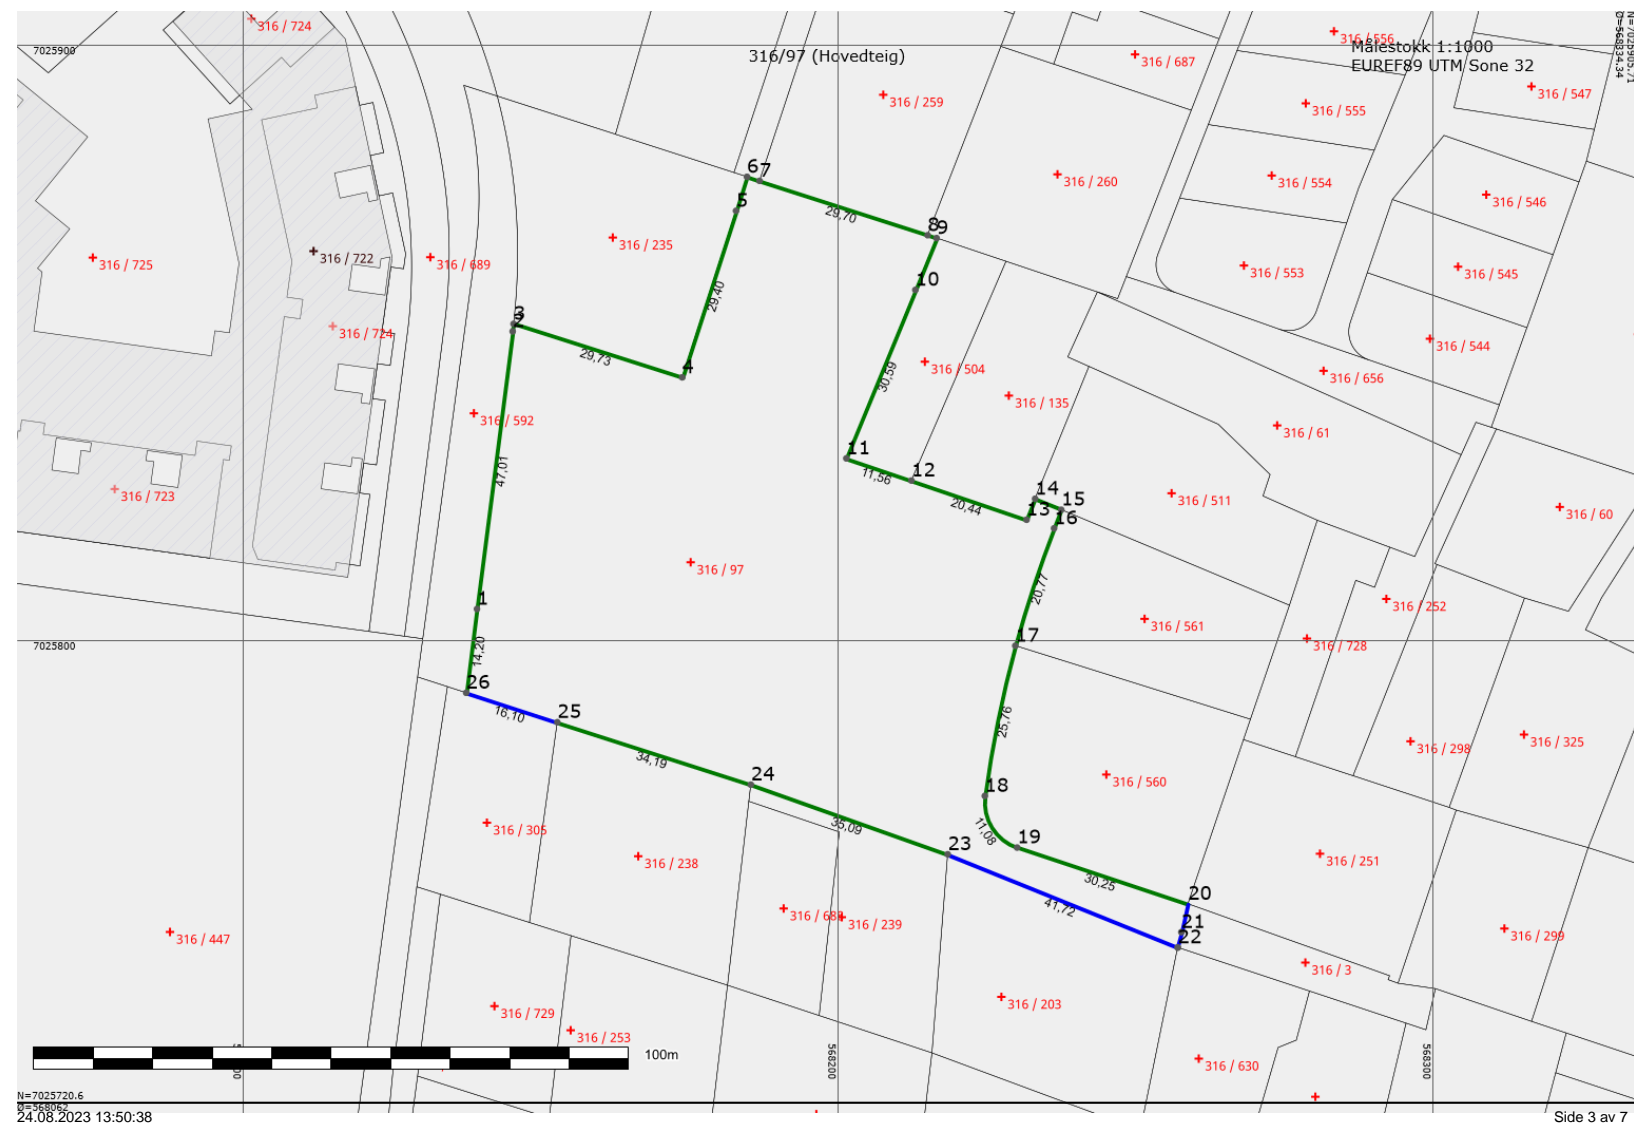 316 / 724
7025900
316/97 (Hovedteig)
316 / 556
Målestokk 1:1000
EUREF89 UTM Sone 32
N=7025905.71
Ø=568334.34
316 / 687
316 / 259
316 / 555
316 / 547
6
7
316 / 260
316 / 554
316 / 546
5
29,70
8
9
316 / 235
316 / 722
316 / 725
316 / 689
316 / 553
316 / 545
10
29,40
3
2
316 / 724
29,73
4
316 / 544
316 / 504
30,59
316 / 656
316 / 135
316 / 592
316 / 61
11
47,01
11,56
12
316 / 723
20,44
14
15
13
16
316 / 511
316 / 60
316 / 97
20,77
1
316 / 252
316 / 561
7025800
14,20
17
316 / 728
26
16,10
25
25,76
316 / 298
316 / 325
34,19
24
316 / 560
18
316 / 305
35,09
11,08
19
23
316 / 238
316 / 251
30,25
20
316 / 239
41,72
21
22
316 / 447
316 / 299
316 / 3
316 / 729
316 / 203
316 / 253
100m
568200
568300
316 / 630
N=7025720.6
Ø=568062
24.08.2023 13:50:38
Side 3 av 7